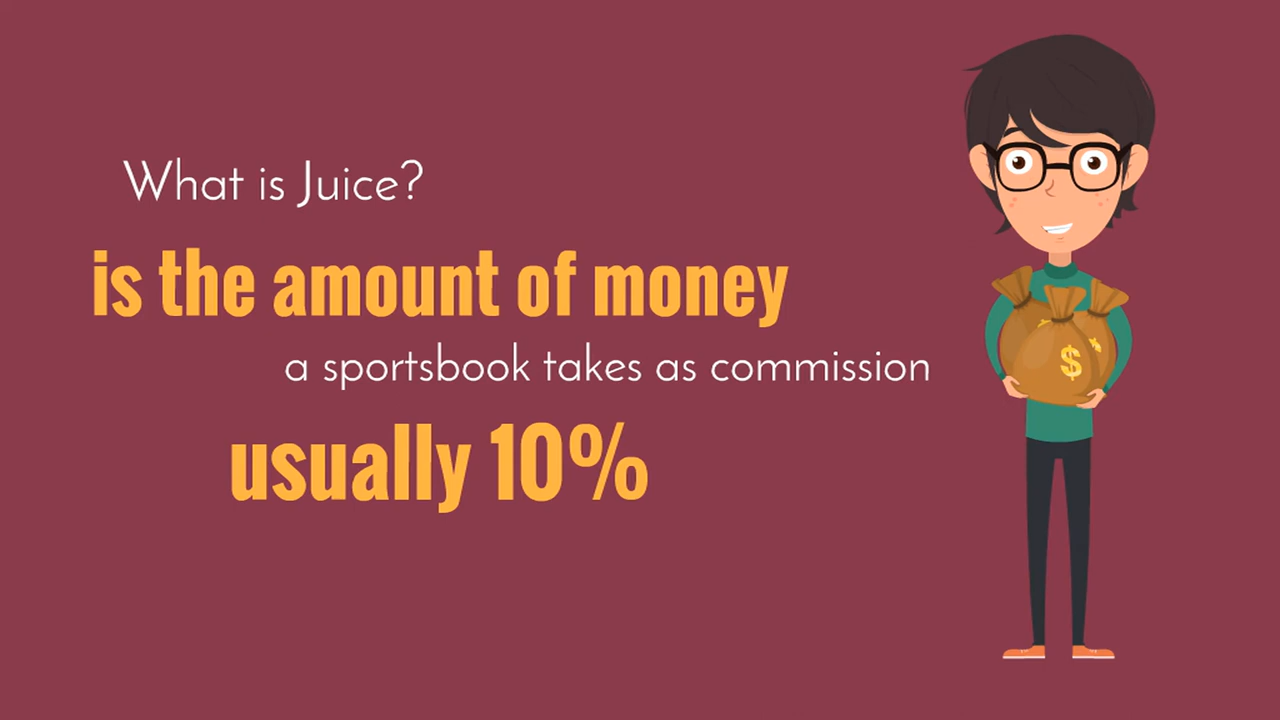 What is Juice?
is the amount of money
a sportsbook takes as commission
usually 10%
$